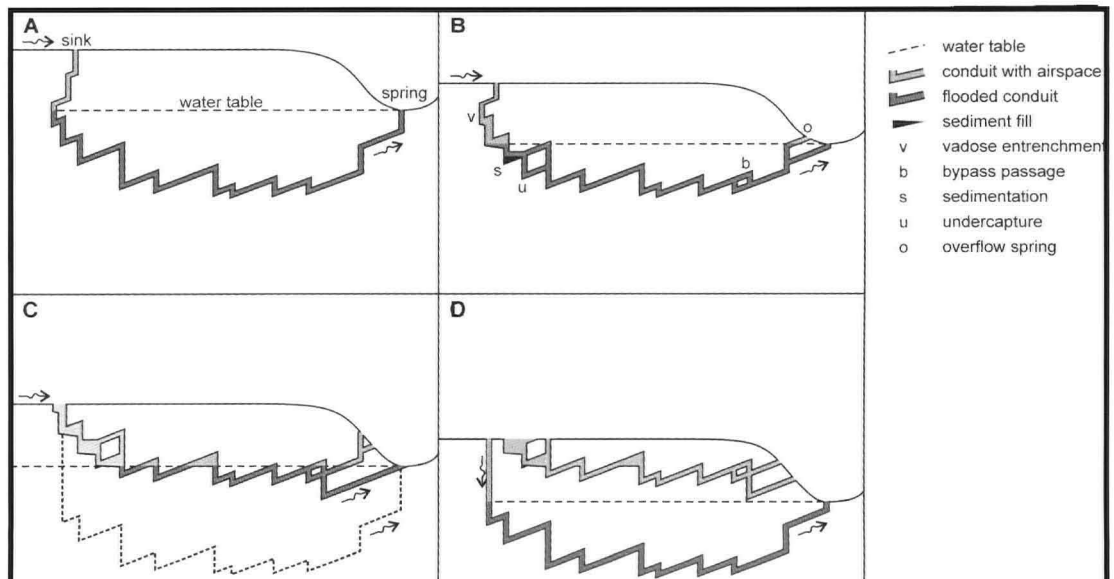 A
sink
water table
spring
B
v
s
u
b
o
water table
conduit with airspace
flooded conduit
sediment fill
v vadose entrenchment
b bypass passage
s sedimentation
u undercapture
o overflow spring
C
D